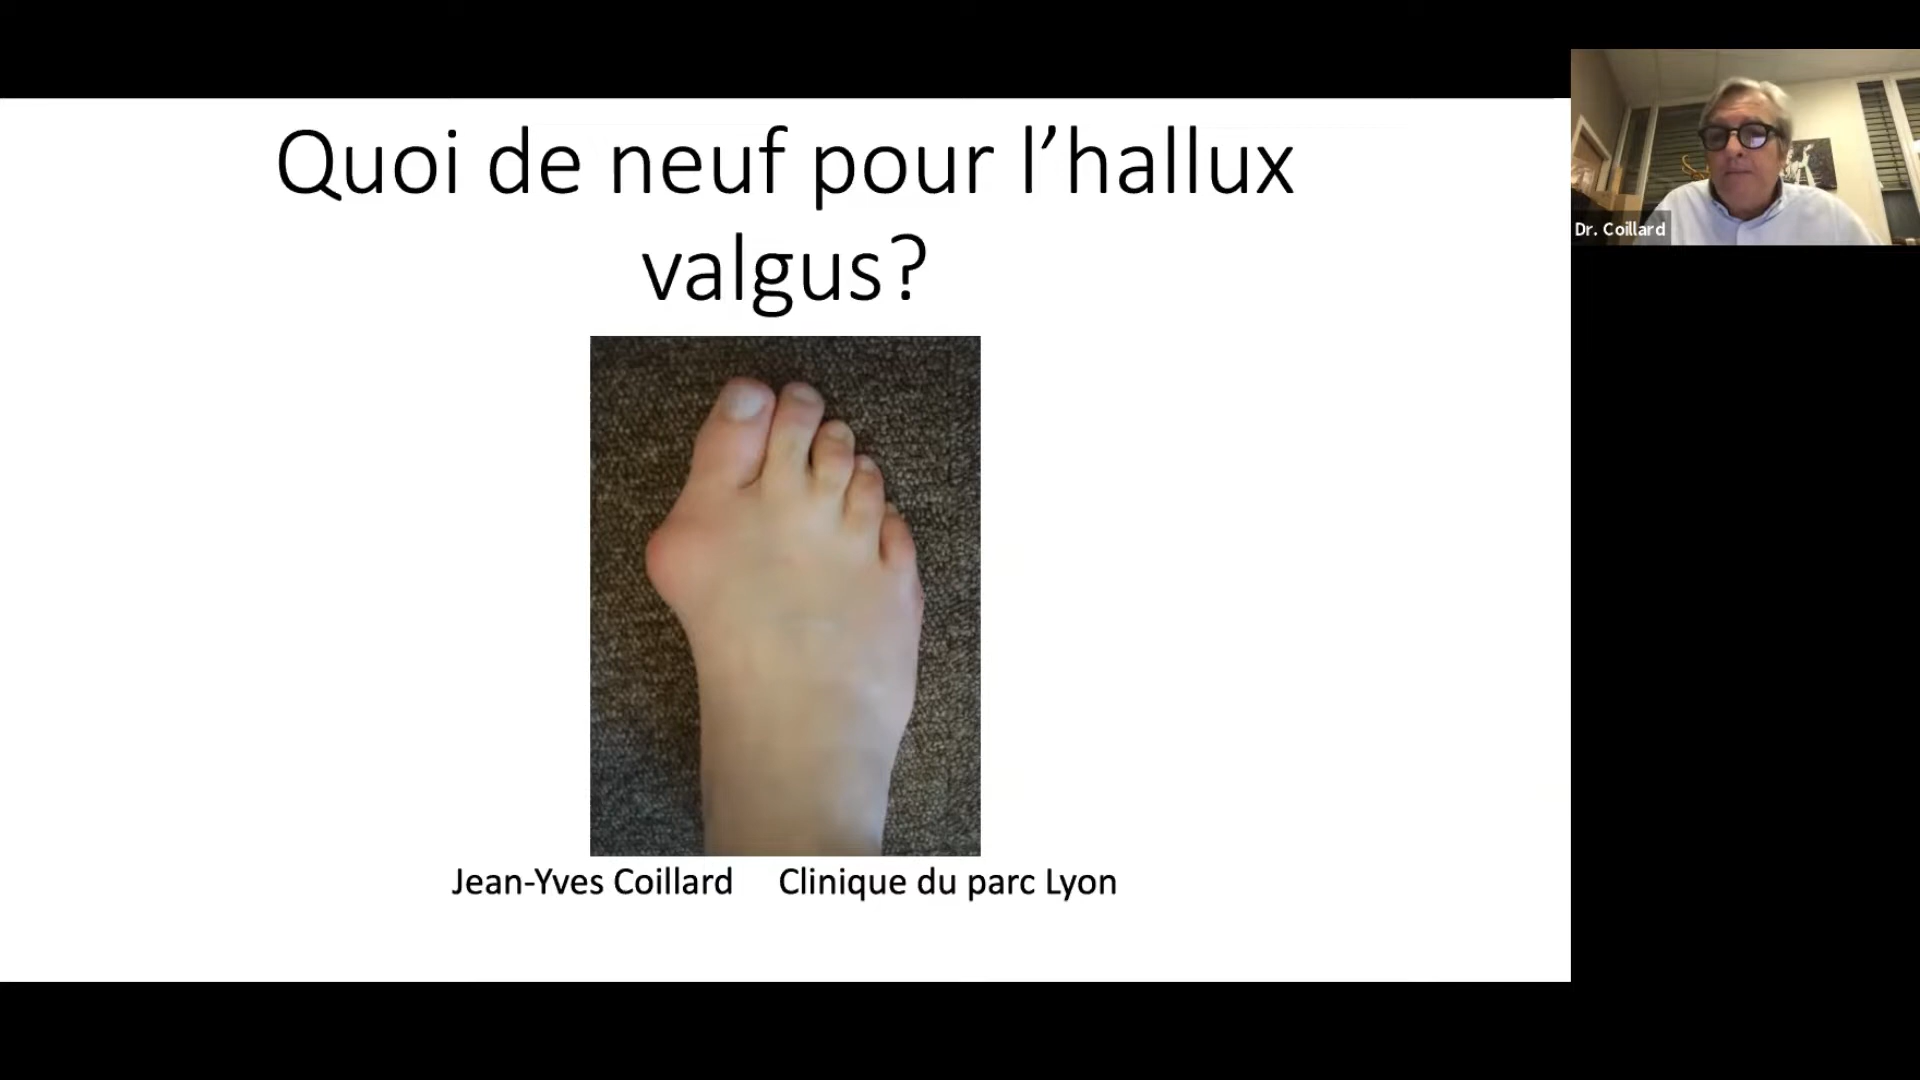 Quoi de neuf pour l’hallux
valgus?
Jean-Yves Coillard Clinique du parc Lyon
Dr. Coillard